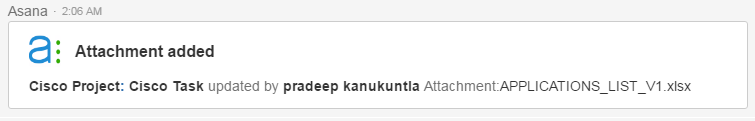 Asana · 2:06 AM
a:
Attachment added
Cisco Project: Cisco Task updated by pradeep kanukuntla Attachment:APPLICATIONS_LIST_V1.xlsx